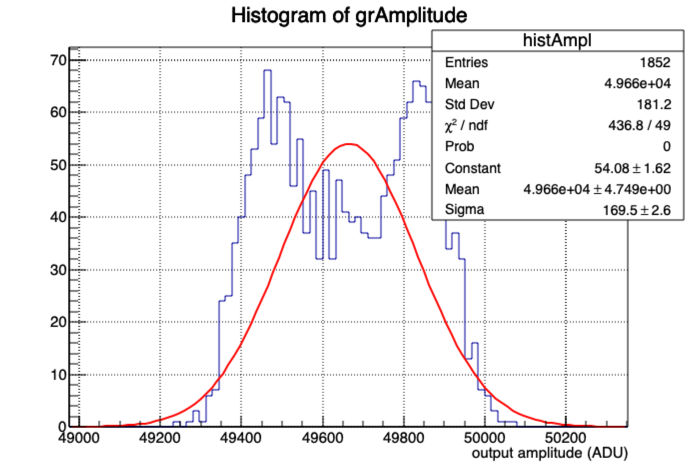 Histogram of grAmplitude
histAmpl
Entries 1852
Mean 4.966e+04
Std Dev 181.2
χ² / ndf 436.8 / 49
Prob 0
Constant 54.08 ± 1.62
Mean 4.966e+04 ± 4.749e+00
Sigma 169.5 ± 2.6
70
60
50
40
30
20
10
0
49000 49200 49400 49600 49800 50000 50200
output amplitude (ADU)